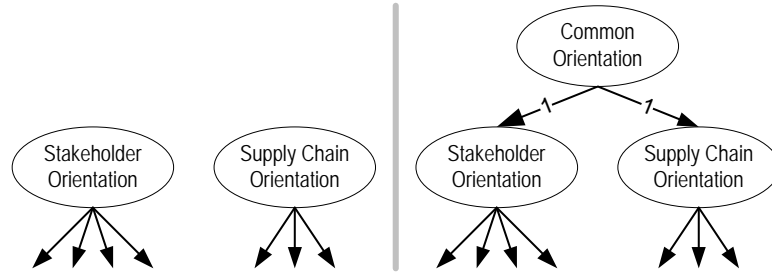 Common
Orientation
1
1
Stakeholder
Orientation
Supply Chain
Orientation
Stakeholder
Orientation
Supply Chain
Orientation